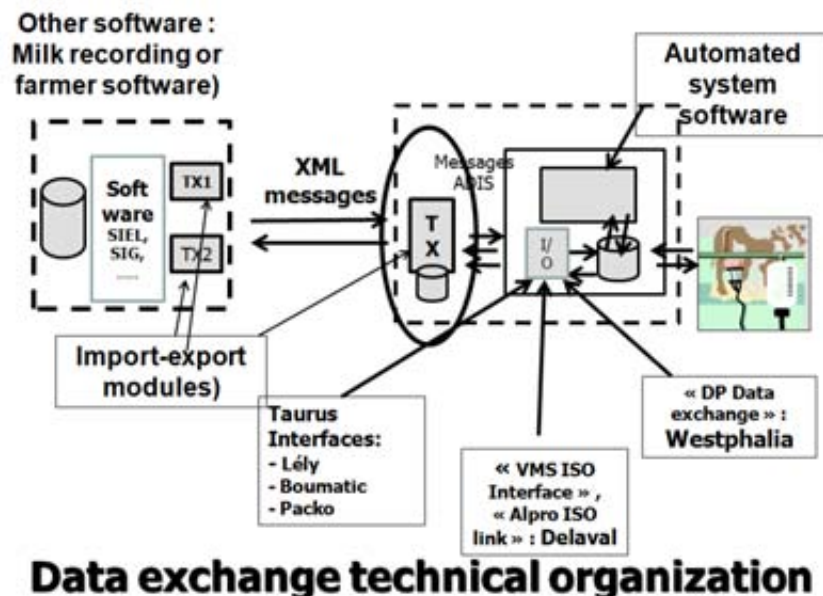 Other software :
Milk recording or
farmer software)
Automated
system
software
Soft
ware
SIEL,
SIG,
.....
TX1
TX2
XML
messages
Messages
ADIS
T
X
I/
O
Import-export
modules)
Taurus
Interfaces:
- Lély
- Boumatic
- Packo
« VMS ISO
Interface » ,
« Alpro ISO
link » : Delaval
« DP Data
exchange » :
Westphalia
Data exchange technical organization